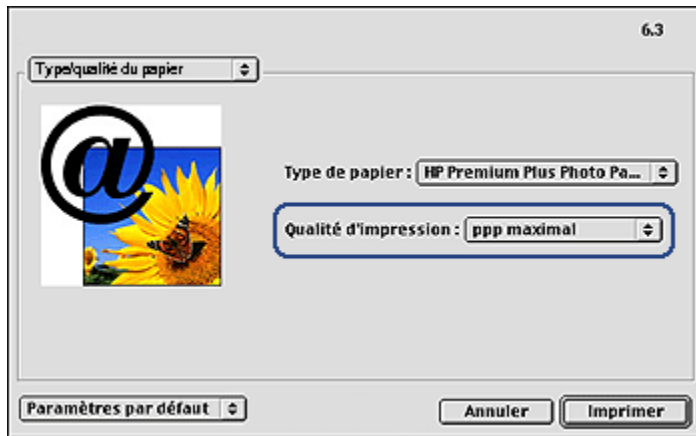 6.3
Type/qualité du papier
@
Type de papier : HP Premium Plus Photo Pa...
Qualité d'impression : ppp maximal
Paramètres par défaut
Annuler
Imprimer